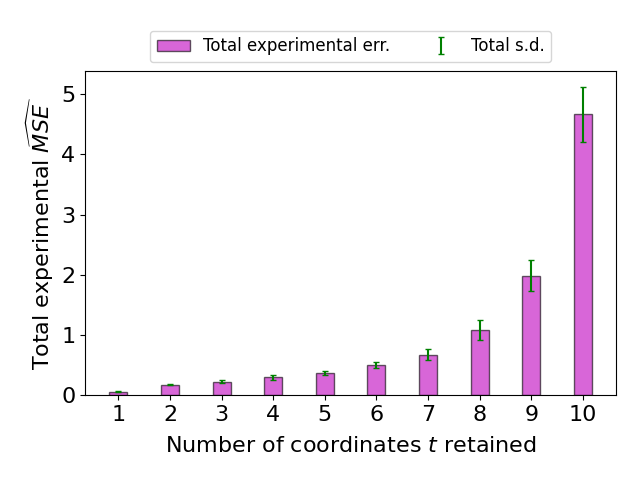 Total experimental err. Total s.d.
Total experimental $\widehat{MSE}$
5
4
3
2
1
0
1 2 3 4 5 6 7 8 9 10
Number of coordinates t retained